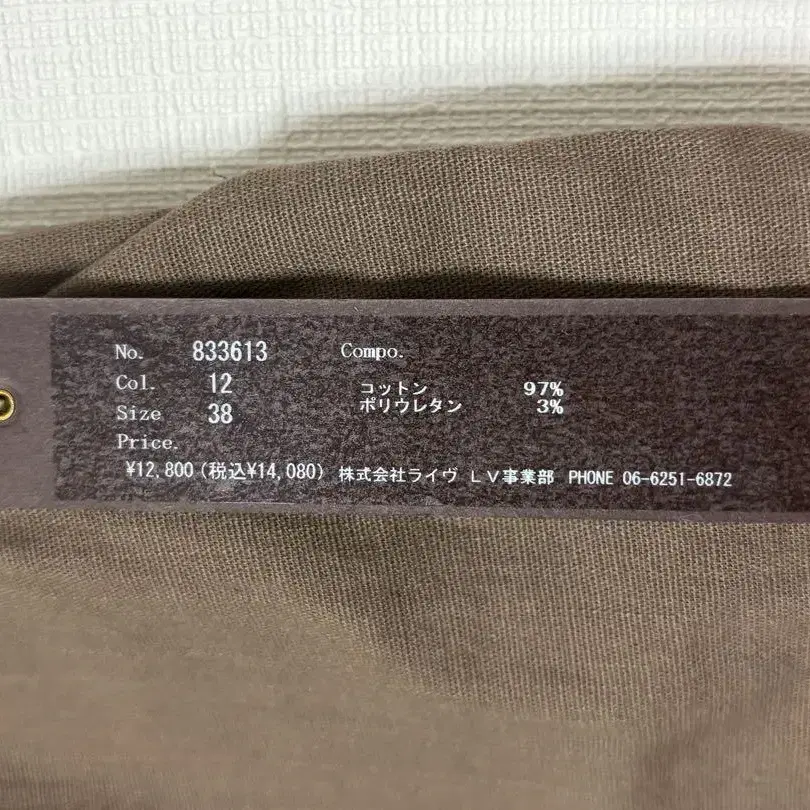 No. 833613 Compo.
Col. 12 コットン 97%
Size 38 ポリウレタン 3%
Price.
¥12,800(税込¥14,080) 株式会社ライヴ LV事業部 PHONE 06-6251-6872